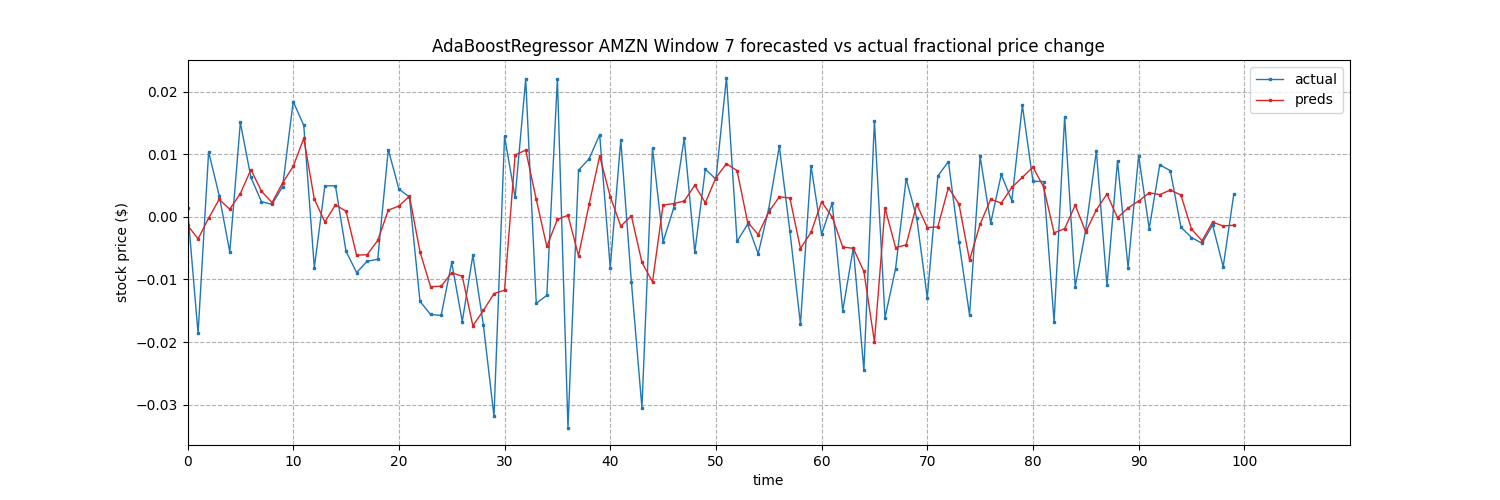 AdaBoostRegressor AMZN Window 7 forecasted vs actual fractional price change
actual
preds
stock price ($)
0.02
0.01
0.00
−0.01
−0.02
−0.03
0 10 20 30 40 50 60 70 80 90 100
time